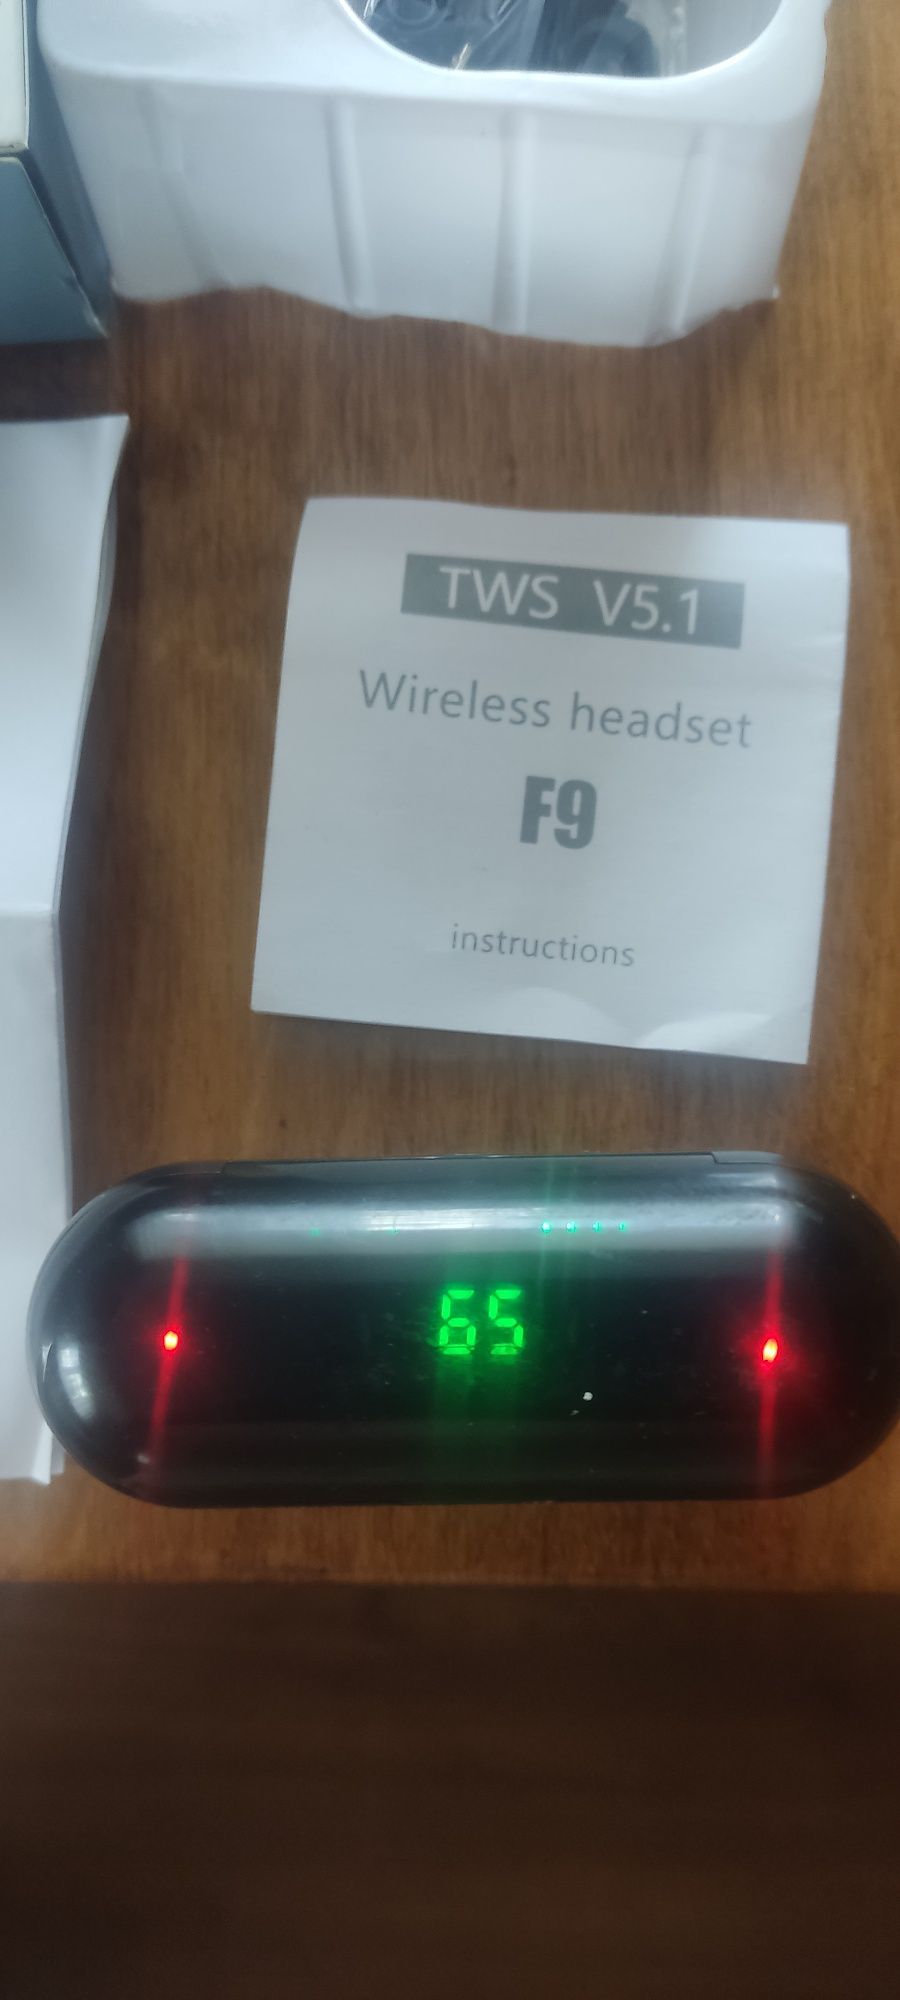 TWS V5.1
Wireless headset
F9
instructions
65